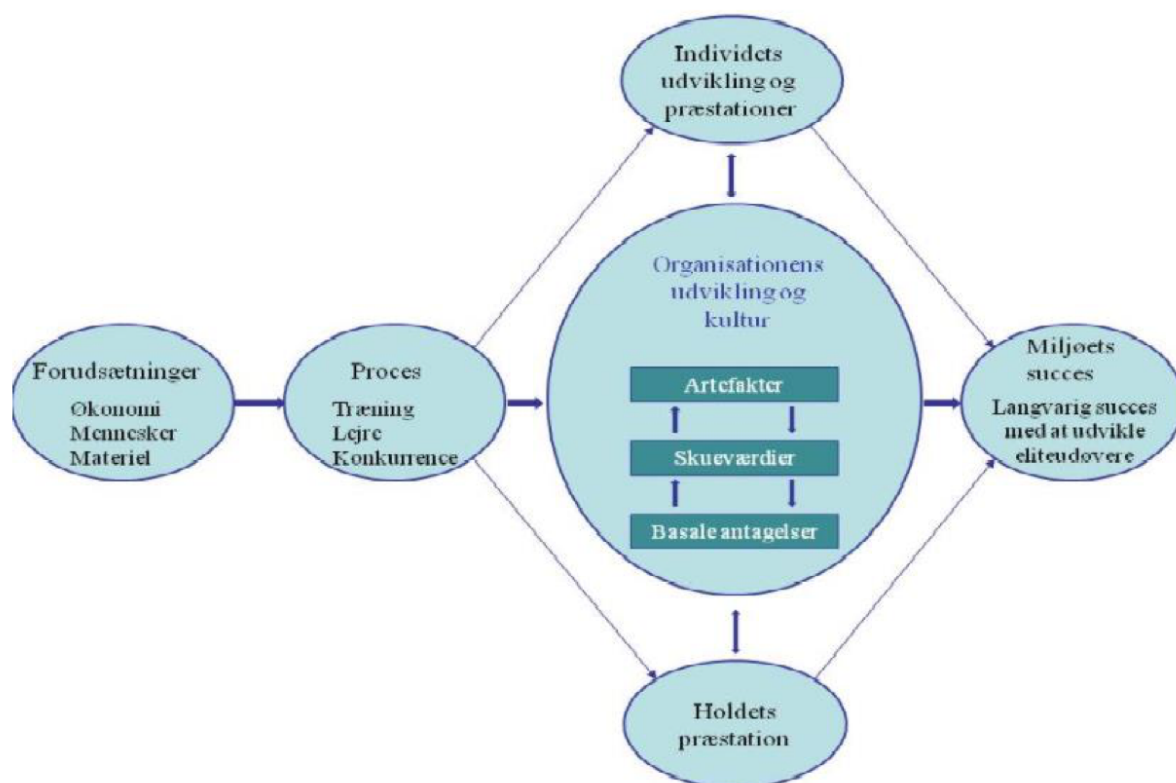 Individets
udvikling og
præstationer
Forudsætninger
Økonomi
Mennesker
Materiel
Proces
Træning
Lejre
Konkurrence
Organisationens
udvikling og
kultur
Artefakter
Skueværdier
Basale antagelser
Miljøets
succes
Langvarig succes
med at udvikle
eliteudøvere
Holdets
præstation